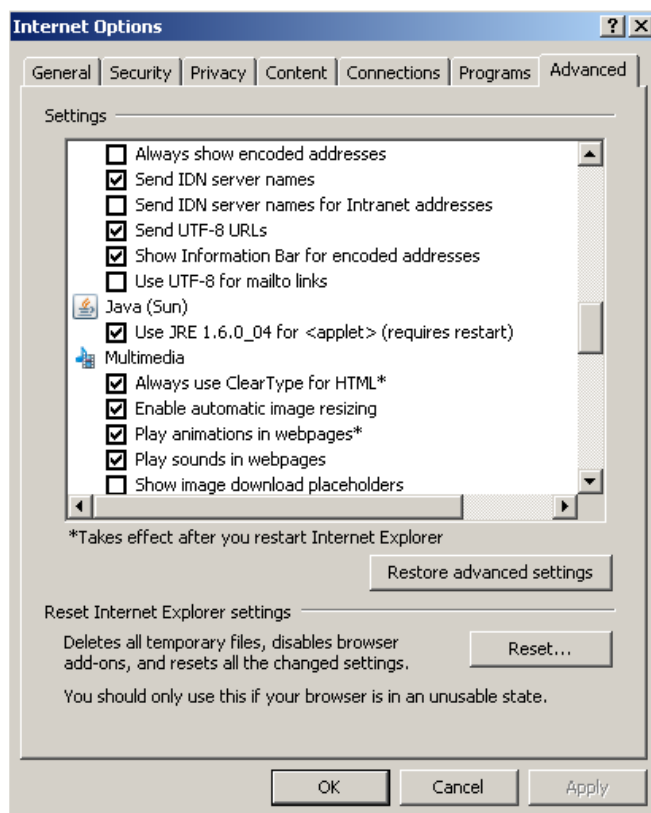 Internet Options
General Security Privacy Content Connections Programs Advanced
Settings
Always show encoded addresses
Send IDN server names
Send IDN server names for Intranet addresses
Send UTF-8 URLs
Show Information Bar for encoded addresses
Use UTF-8 for mailto links
Java (Sun)
Use JRE 1.6.0_04 for <applet> (requires restart)
Multimedia
Always use ClearType for HTML*
Enable automatic image resizing
Play animations in webpages*
Play sounds in webpages
Show image download placeholders
*Takes effect after you restart Internet Explorer
Restore advanced settings
Reset Internet Explorer settings
Deletes all temporary files, disables browser
add-ons, and resets all the changed settings.
Reset...
You should only use this if your browser is in an unusable state.
OK Cancel Apply